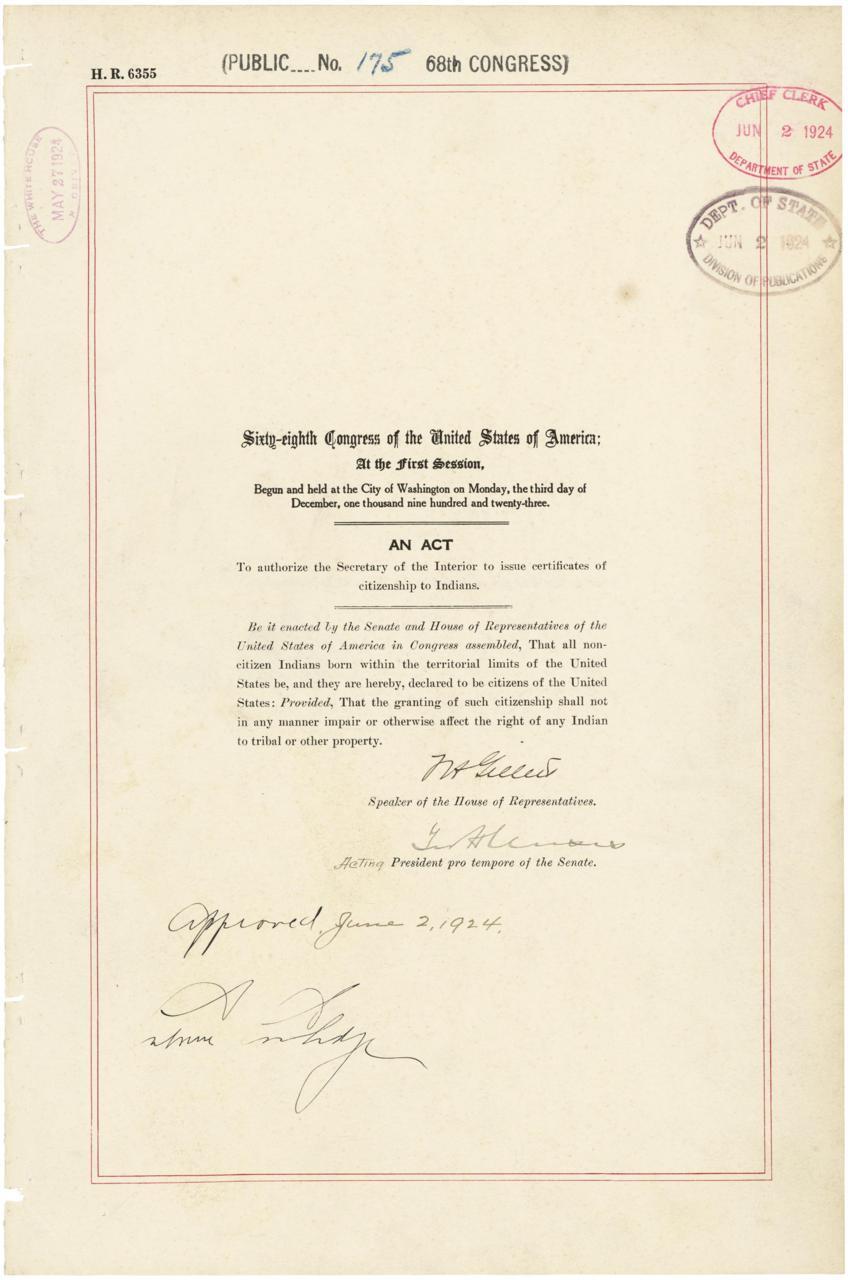 H. R. 6355
(PUBLIC....No. 175 68th CONGRESS)
CHIEF CLERK
JUN 2 1924
DEPARTMENT OF STATE
THE WHITE HOUSE
MAY 27 1924
DEPT. OF STATE
JUN 2 1924
DIVISION OF PUBLICATIONS
Sixty-eighth Congress of the United States of America;
At the First Session,
Begun and held at the City of Washington on Monday, the third day of
December, one thousand nine hundred and twenty-three.
AN ACT
To authorize the Secretary of the Interior to issue certificates of
citizenship to Indians.
Be it enacted by the Senate and House of Representatives of the
United States of America in Congress assembled, That all non-
citizen Indians born within the territorial limits of the United
States be, and they are hereby, declared to be citizens of the United
States: Provided, That the granting of such citizenship shall not
in any manner impair or otherwise affect the right of any Indian
to tribal or other property.
F H Gillett
Speaker of the House of Representatives.
Acting President pro tempore of the Senate.
Approved, June 2, 1924.
Calvin Coolidge